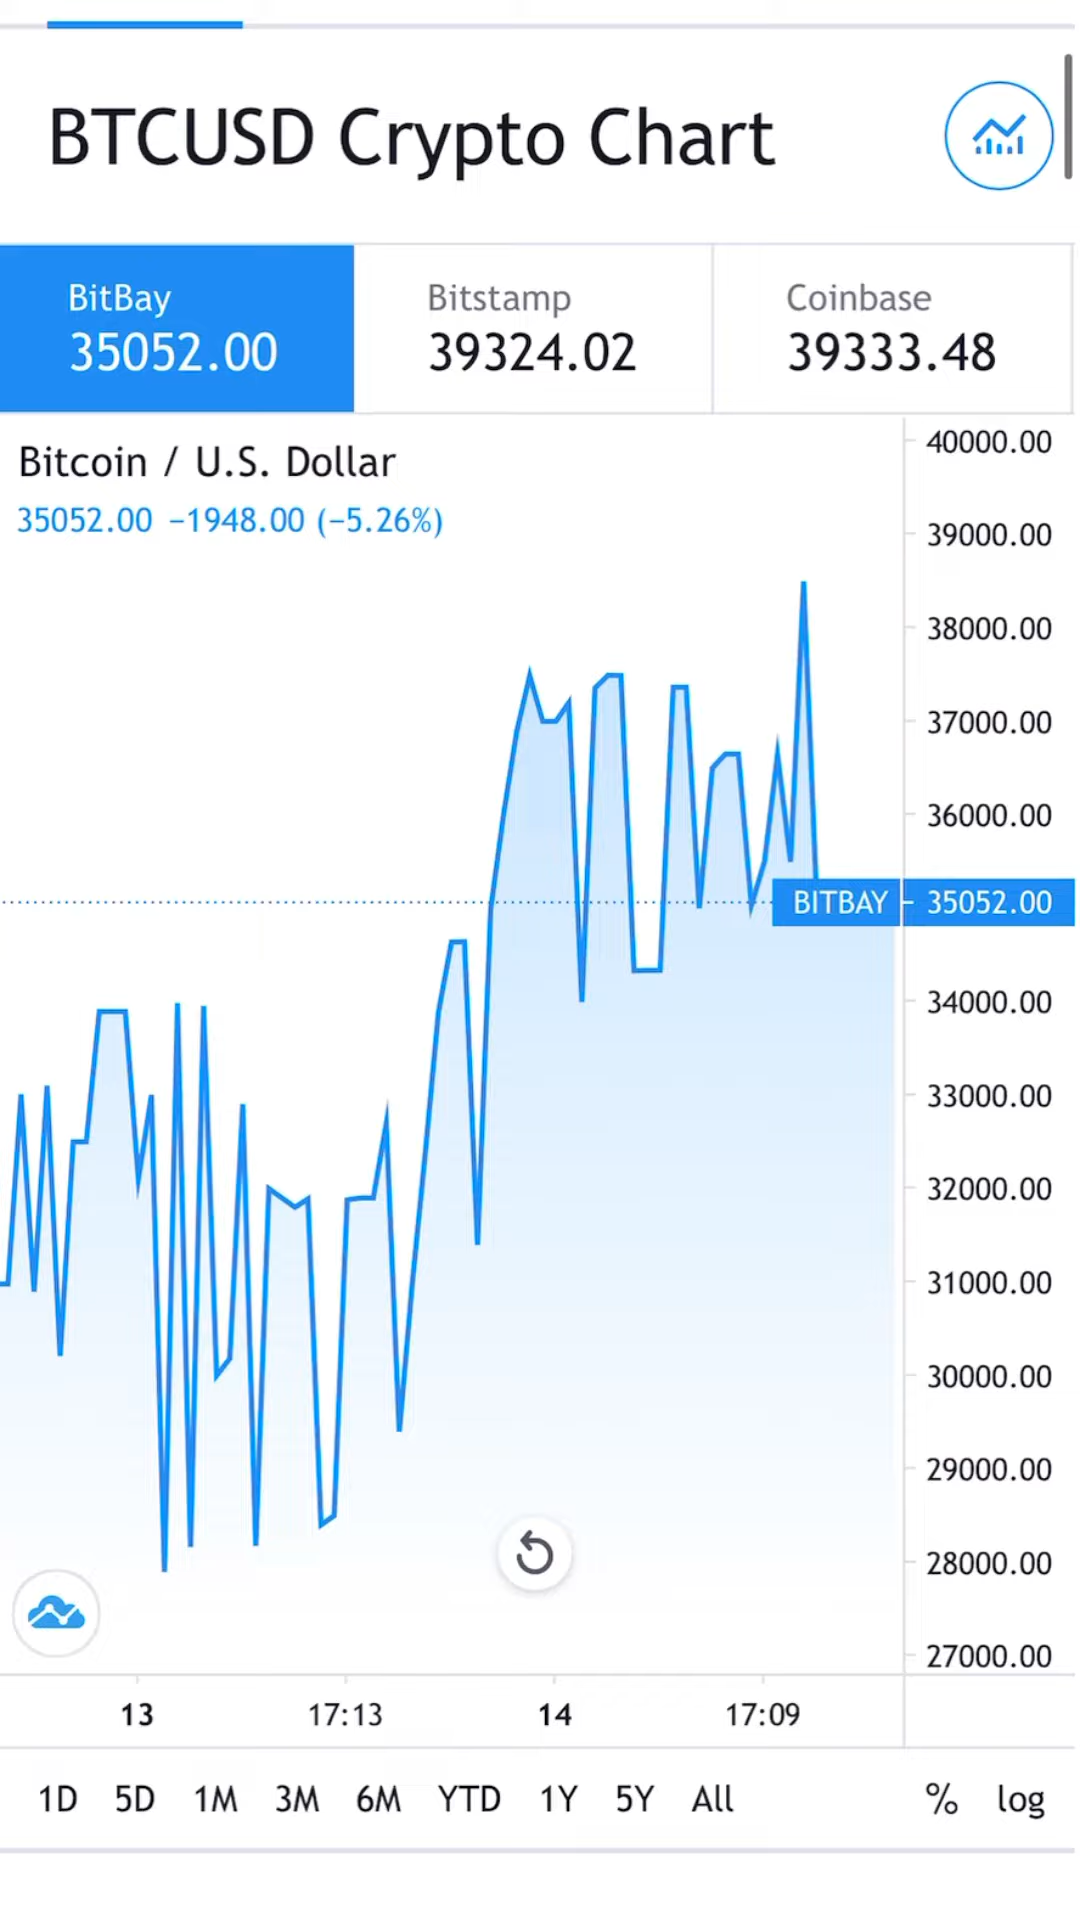 BTCUSD Crypto Chart
BitBay
35052.00
Bitstamp
39324.02
Coinbase
39333.48
Bitcoin / U.S. Dollar
35052.00 −1948.00 (−5.26%)
40000.00
39000.00
38000.00
37000.00
36000.00
BITBAY 35052.00
34000.00
33000.00
32000.00
31000.00
30000.00
29000.00
28000.00
27000.00
13 17:13 14 17:09
1D 5D 1M 3M 6M YTD 1Y 5Y All % log